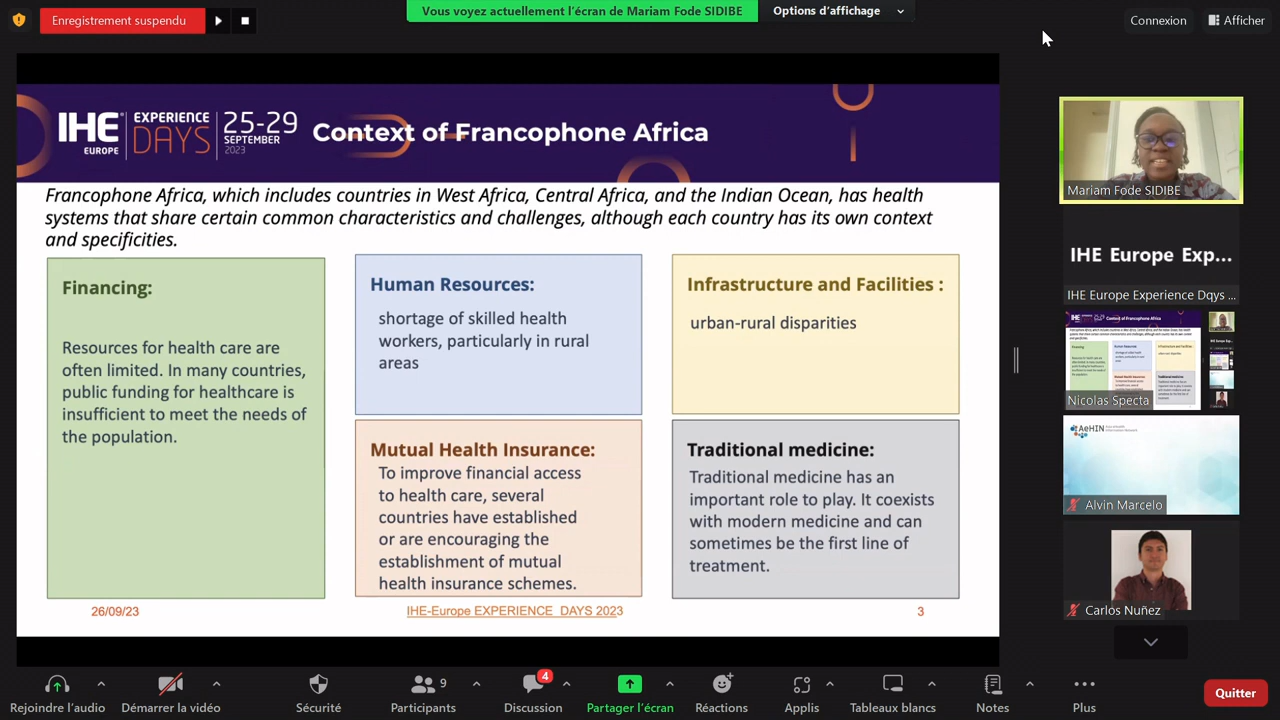 Enregistrement suspendu
Vous voyez actuellement l'écran de Mariam Fode SIDIBE
Options d'affichage
Connexion
Afficher
IHE
EUROPE
EXPERIENCE
DAYS
25-29
SEPTEMBER
2023
Context of Francophone Africa
Francophone Africa, which includes countries in West Africa, Central Africa, and the Indian Ocean, has health
systems that share certain common characteristics and challenges, although each country has its own context
and specificities.
Financing:
Resources for health care are
often limited. In many countries,
public funding for healthcare is
insufficient to meet the needs of
the population.
Human Resources:
shortage of skilled health
workers, particularly in rural
areas
Infrastructure and Facilities :
urban-rural disparities
Mutual Health Insurance:
To improve financial access
to health care, several
countries have established
or are encouraging the
establishment of mutual
health insurance schemes.
Traditional medicine:
Traditional medicine has an
important role to play. It coexists
with modern medicine and can
sometimes be the first line of
treatment.
26/09/23
IHE-Europe EXPERIENCE DAYS 2023
3
Mariam Fode SIDIBE
IHE Europe Exp...
IHE Europe Experience Dqys ...
Context of Francophone Africa
Nicolas Specta
AeHIN
Alvin Marcelo
Carlos Nuñez
Rejoindre l'audio
Démarrer la vidéo
Sécurité
9
Participants
4
Discussion
Partager l'écran
Réactions
Applis
Tableaux blancs
Notes
Plus
Quitter